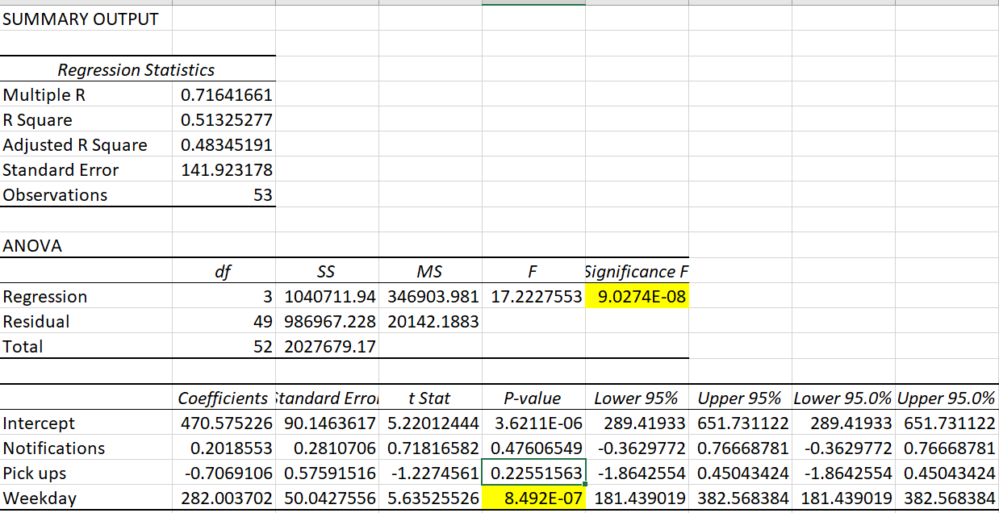 SUMMARY OUTPUT
Regression Statistics
Multiple R 0.71641661
R Square 0.51325277
Adjusted R Square 0.48345191
Standard Error 141.923178
Observations 53
ANOVA
df SS MS F Significance F
Regression 3 1040711.94 346903.981 17.2227553 9.0274E-08
Residual 49 986967.228 20142.1883
Total 52 2027679.17
Coefficients Standard Error t Stat P-value Lower 95% Upper 95% Lower 95.0% Upper 95.0%
Intercept 470.575226 90.1463617 5.22012444 3.6211E-06 289.41933 651.731122 289.41933 651.731122
Notifications 0.2018553 0.2810706 0.71816582 0.47606549 -0.3629772 0.76668781 -0.3629772 0.76668781
Pick ups -0.7069106 0.57591516 -1.2274561 0.22551563 -1.8642554 0.45043424 -1.8642554 0.45043424
Weekday 282.003702 50.0427556 5.63525526 8.492E-07 181.439019 382.568384 181.439019 382.568384